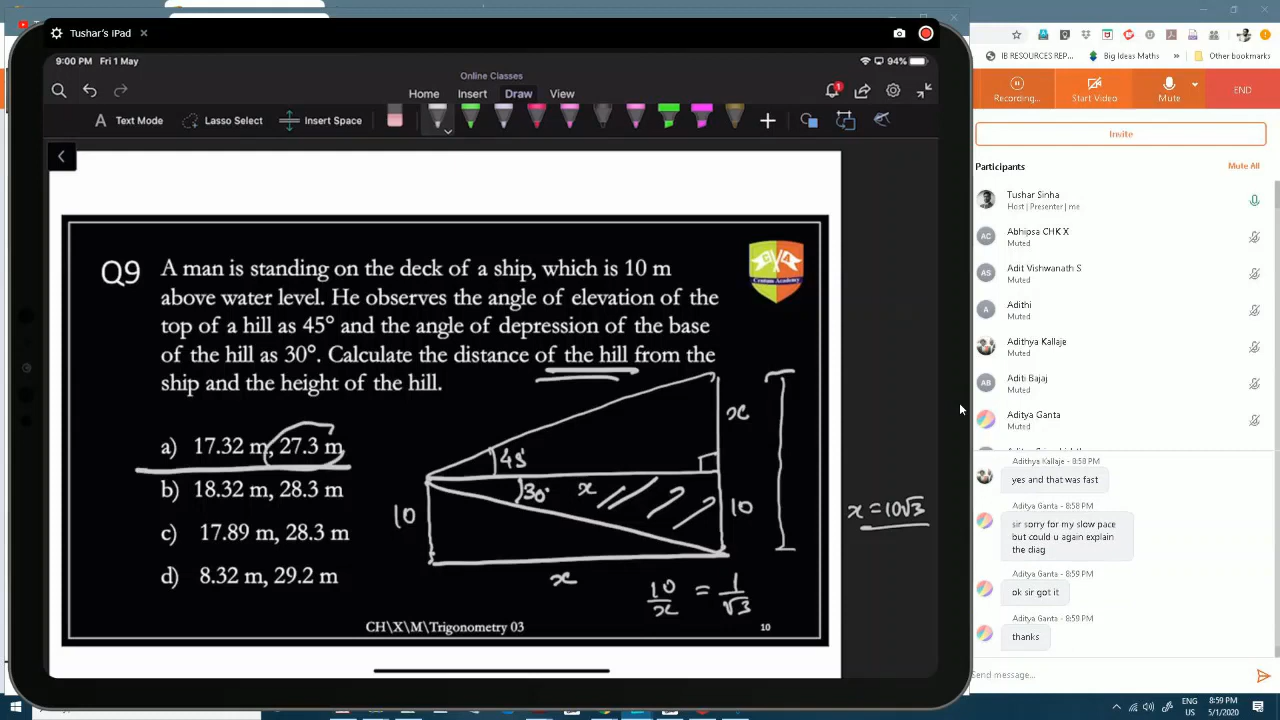 Tushar's iPad
9:00 PM Fri 1 May
94%
Online Classes
Home Insert Draw View
1
Text Mode Lasso Select Insert Space
Q9
A man is standing on the deck of a ship, which is 10 m
above water level. He observes the angle of elevation of the
top of a hill as 45° and the angle of depression of the base
of the hill as 30°. Calculate the distance of the hill from the
ship and the height of the hill.
a) 17.32 m, 27.3 m
b) 18.32 m, 28.3 m
c) 17.89 m, 28.3 m
d) 8.32 m, 29.2 m
45°
30°
x
x
10
10
x
10/x = 1/√3
x = 10√3
Centum Academy
CH\X\M\Trigonometry 03
10
IB RESOURCES REP...
Big Ideas Maths
»
Other bookmarks
Recording...
Start Video
Mute
END
Invite
Participants
Mute All
Tushar Sinha
Host | Presenter | me
AC
Abhipsa CHK X
Muted
AS
Adit Vishwanath S
Muted
A
Adithi
Muted
Adithya Kallaje
Muted
AB
Aditi Bajaj
Muted
Aditya Ganta
Muted
Adithya Kallaje - 8:58 PM
yes and that was fast
Aditya Ganta - 8:58 PM
sir sorry for my slow pace
but could u again explain
the diag
Aditya Ganta - 8:59 PM
ok sir got it
Aditya Ganta - 8:59 PM
thanks
Send message...
ENG
US
8:59 PM
5/1/2020